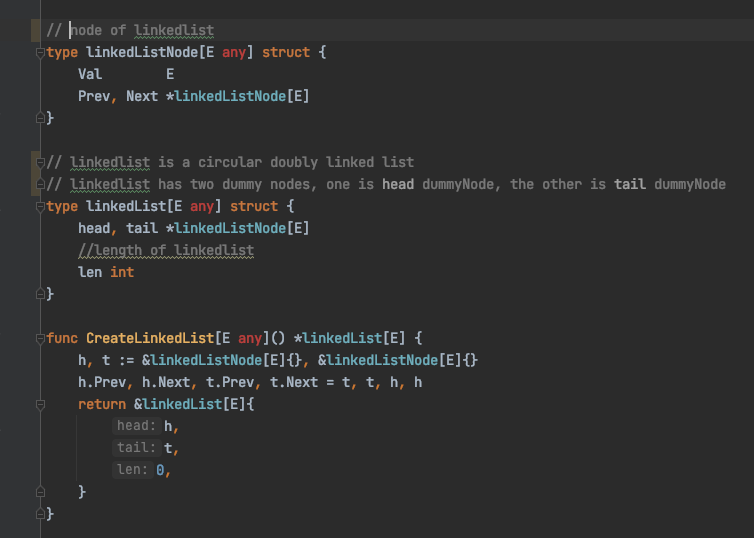 // node of linkedlist
type linkedListNode[E any] struct {
    Val        E
    Prev, Next *linkedListNode[E]
}
// linkedlist is a circular doubly linked list
// linkedlist has two dummy nodes, one is head dummyNode, the other is tail dummyNode
type linkedList[E any] struct {
    head, tail *linkedListNode[E]
    //length of linkedlist
    len int
}
func CreateLinkedList[E any]() *linkedList[E] {
    h, t := &linkedListNode[E]{}, &linkedListNode[E]{}
    h.Prev, h.Next, t.Prev, t.Next = t, t, h, h
    return &linkedList[E]{
        head: h,
        tail: t,
        len: 0,
    }
}